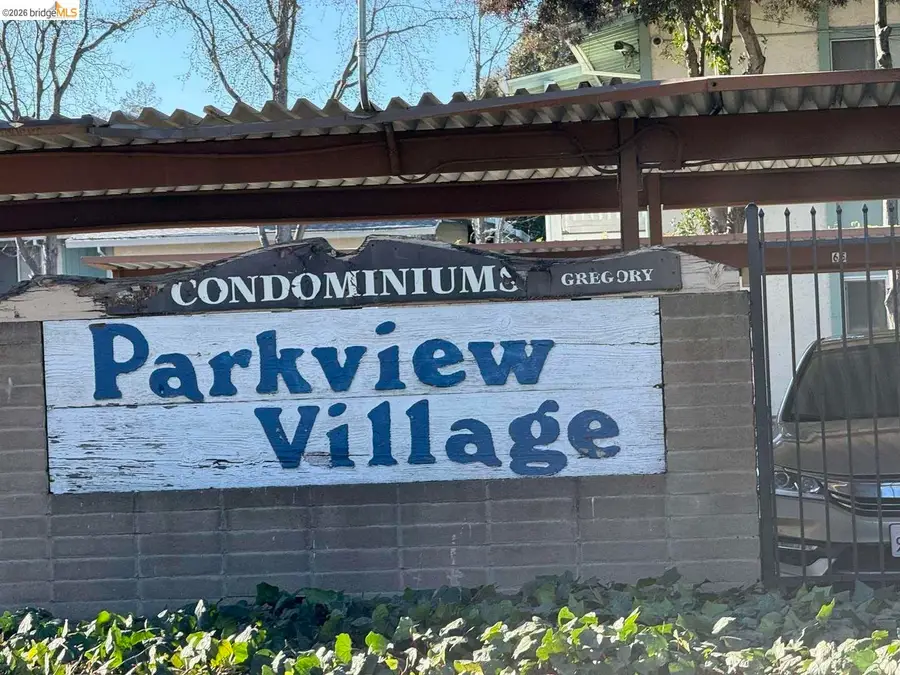 ©2026 bridgeMLS
CONDOMINIUMS GREGORY
Parkview
Village